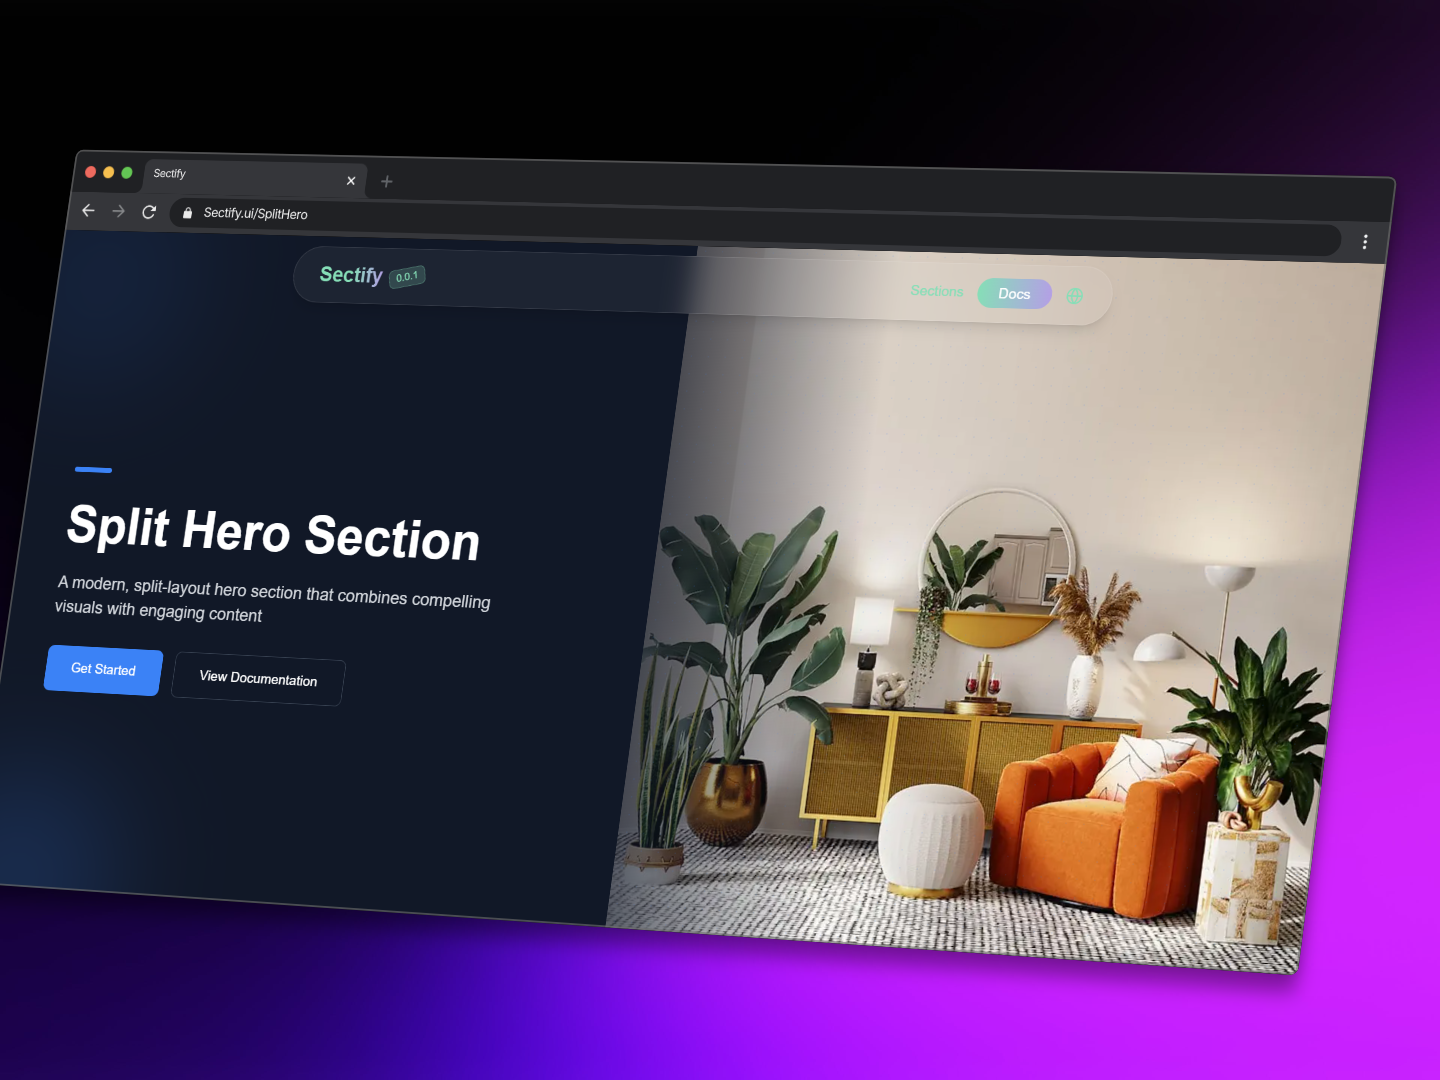 Sectify
Sectify.ui/SplitHero
Sectify 0.0.1
Sections
Docs
Split Hero Section
A modern, split-layout hero section that combines compelling
visuals with engaging content
Get Started
View Documentation